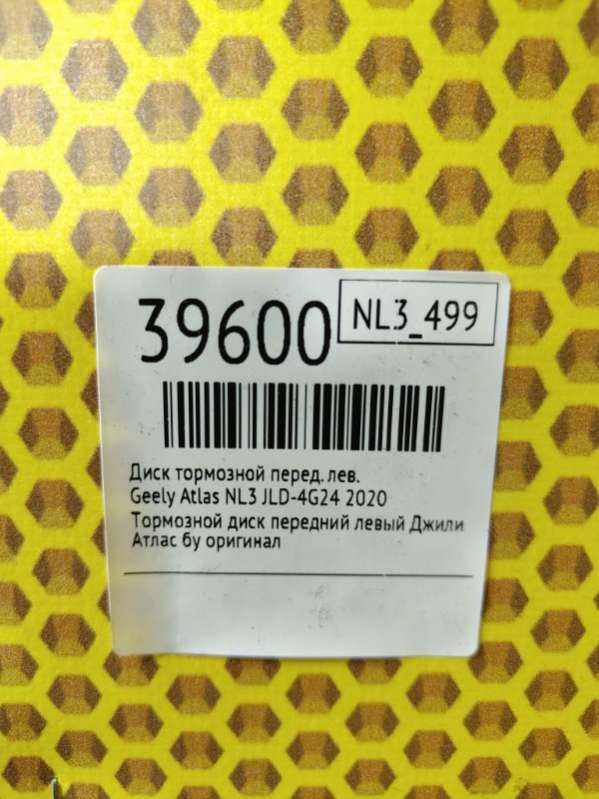 39600
NL3_499
Диск тормозной перед. лев.
Geely Atlas NL3 JLD-4G24 2020
Тормозной диск передний левый Джили
Атлас бу оригинал